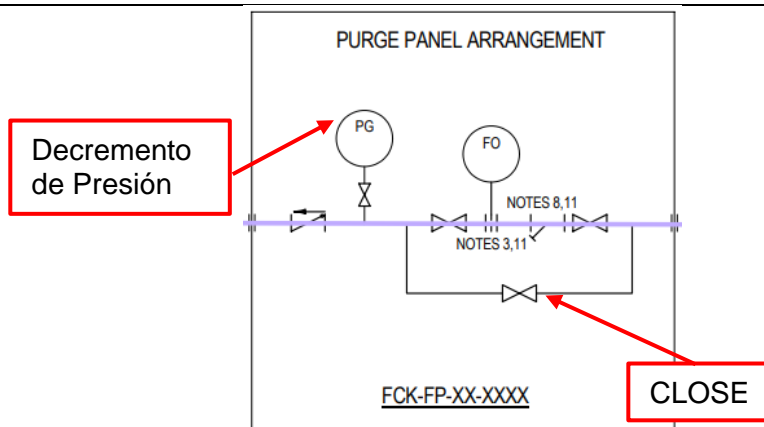 PURGE PANEL ARRANGEMENT
Decremento
de Presión
PG
FO
NOTES 8,11
NOTES 3,11
FCK-FP-XX-XXXX
CLOSE